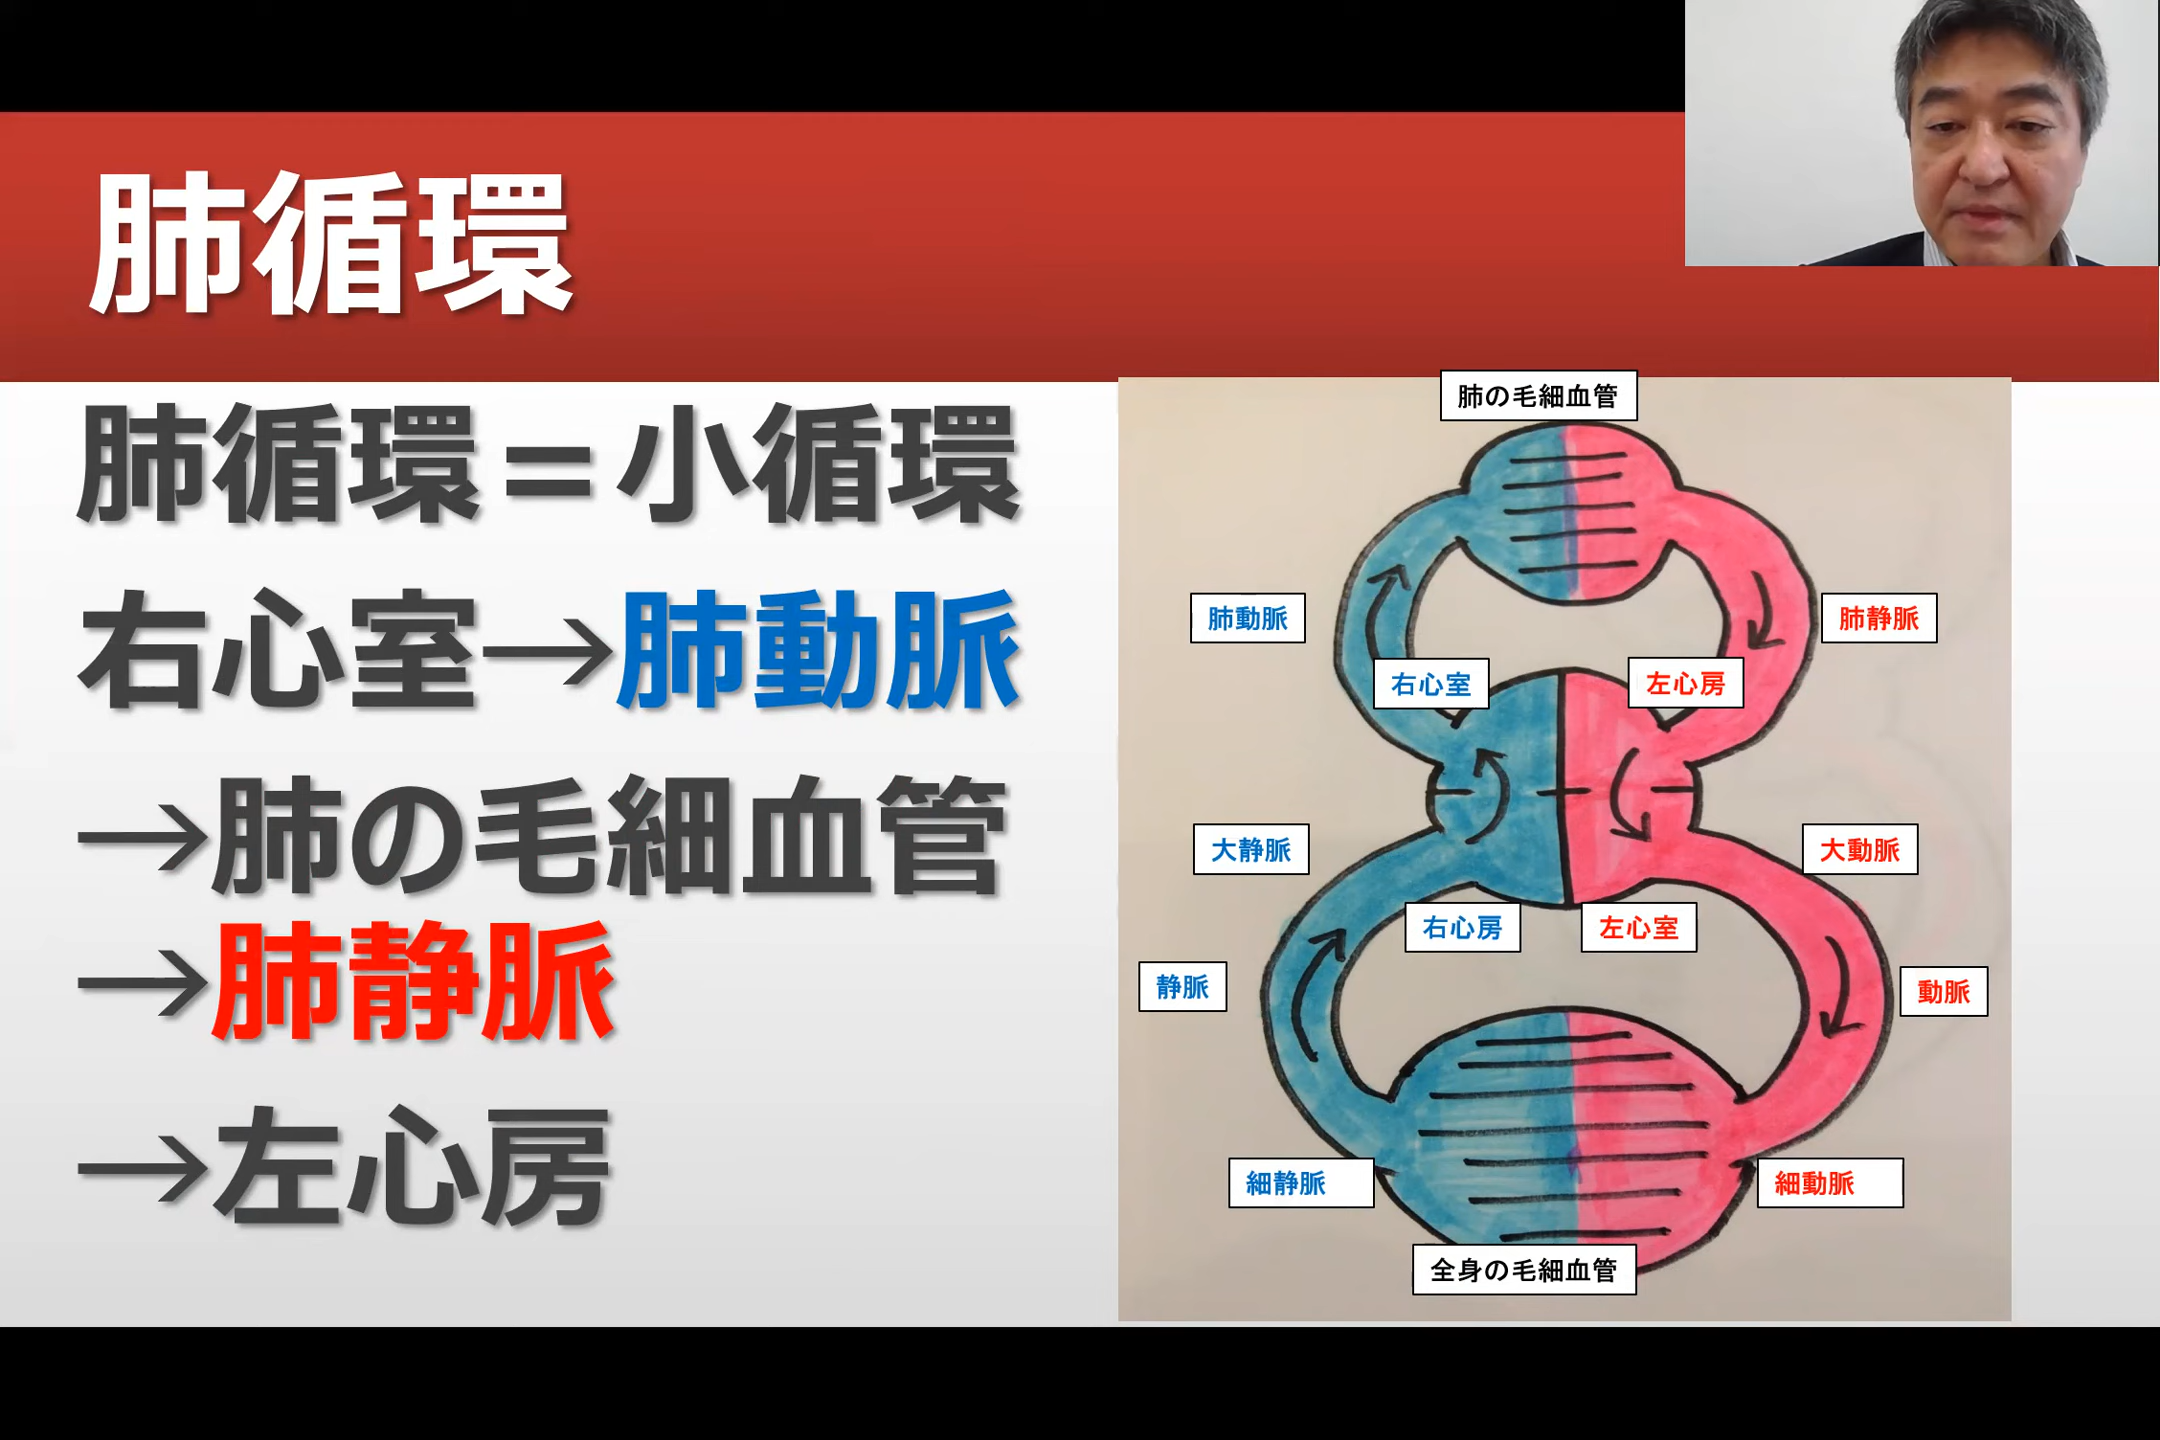 肺循環
肺循環＝小循環
右心室→肺動脈
→肺の毛細血管
→肺静脈
→左心房
肺の毛細血管
肺動脈
肺静脈
右心室
左心房
大静脈
大動脈
右心房
左心室
静脈
動脈
細静脈
細動脈
全身の毛細血管